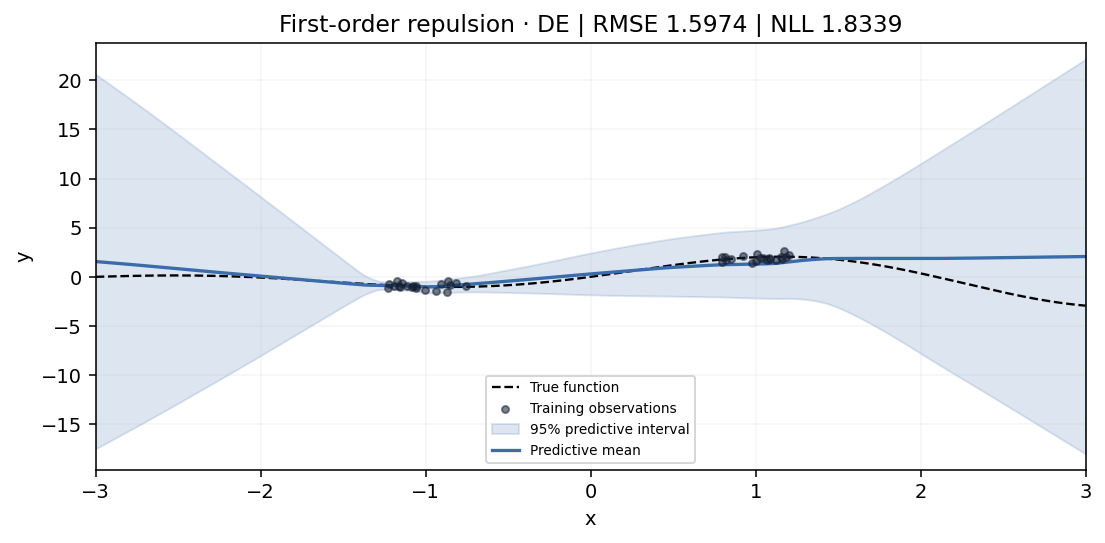 First-order repulsion · DE | RMSE 1.5974 | NLL 1.8339
20
15
10
5
0
−5
−10
−15
y
True function
Training observations
95% predictive interval
Predictive mean
−3 −2 −1 0 1 2 3
x